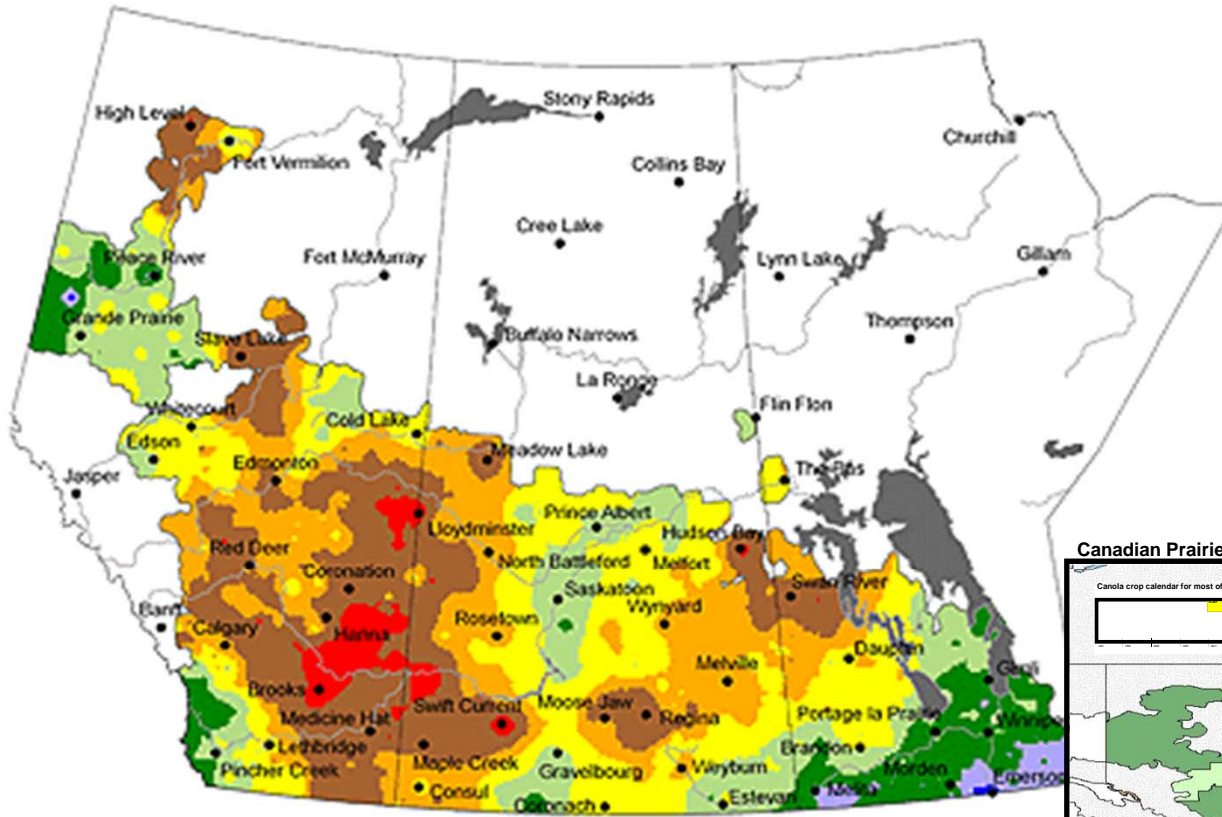 Stony Rapids
High Level
Churchill
Fort Vermilion
Collins Bay
Cree Lake
Peace River
Fort McMurray
Lynn Lake
Gillam
Grande Prairie
Thompson
Slave Lake
Buffalo Narrows
La Ronge
Whitecourt
Cold Lake
Flin Flon
Edson
Meadow Lake
Edmonton
The Pas
Jasper
Lloydminster
Prince Albert
Hudson Bay
Red Deer
North Battleford
Melfort
Canadian Prairie
Coronation
Saskatoon
Swan River
Canola crop calendar for most of
Banff
Wynyard
Calgary
Hanna
Rosetown
Dauphin
Melville
Gimli
Brooks
Swift Current
Moose Jaw
Medicine Hat
Regina
Portage la Prairie
Winnipe
Lethbridge
Brandon
Pincher Creek
Maple Creek
Gravelbourg
Weyburn
Morden
Emerson
Consul
Melita
Coronach
Estevan